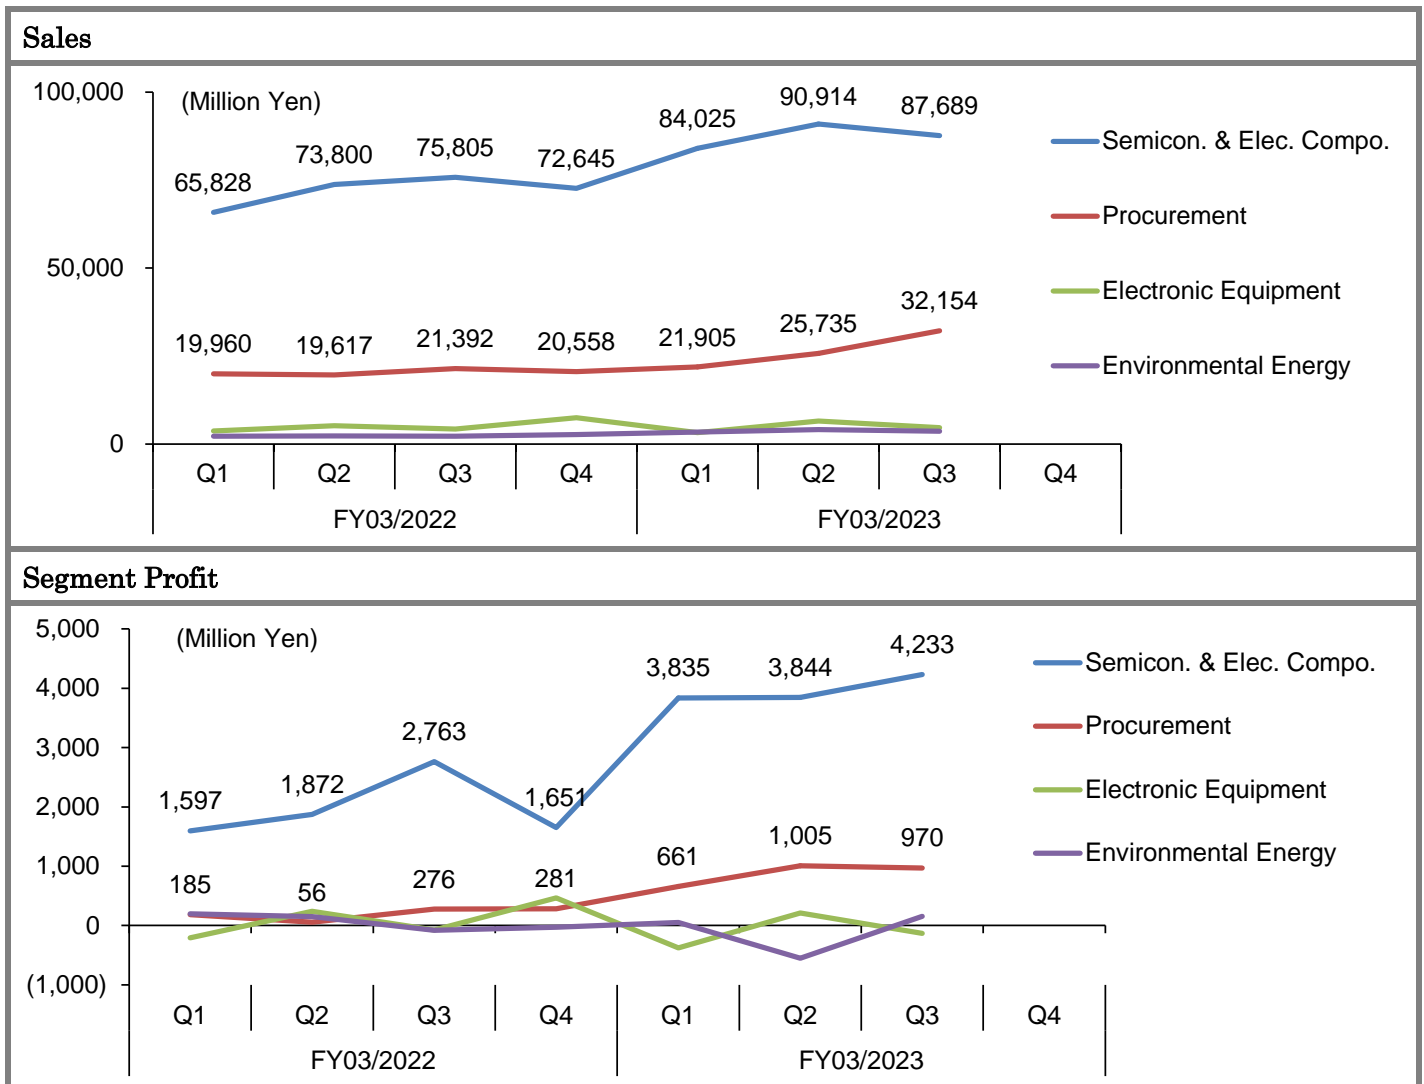 Sales
(Million Yen)
100,000
50,000
0
65,828
73,800
75,805
72,645
84,025
90,914
87,689
19,960
19,617
21,392
20,558
21,905
25,735
32,154
Semicon. & Elec. Compo.
Procurement
Electronic Equipment
Environmental Energy
Q1 Q2 Q3 Q4 Q1 Q2 Q3 Q4
FY03/2022 FY03/2023
Segment Profit
(Million Yen)
5,000
4,000
3,000
2,000
1,000
0
(1,000)
1,597
1,872
2,763
1,651
3,835
3,844
4,233
185
56
276
281
661
1,005
970
Semicon. & Elec. Compo.
Procurement
Electronic Equipment
Environmental Energy
Q1 Q2 Q3 Q4 Q1 Q2 Q3 Q4
FY03/2022 FY03/2023